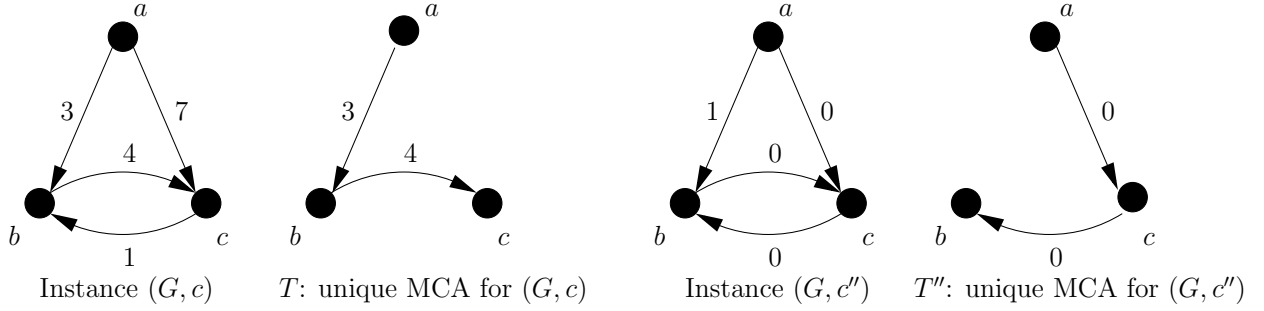 a
a
a
a
3
7
3
1
0
0
4
4
0
b
c
b
c
b
c
b
c
1
0
0
Instance (G, c)
T: unique MCA for (G, c)
Instance (G, c″)
T″: unique MCA for (G, c″)